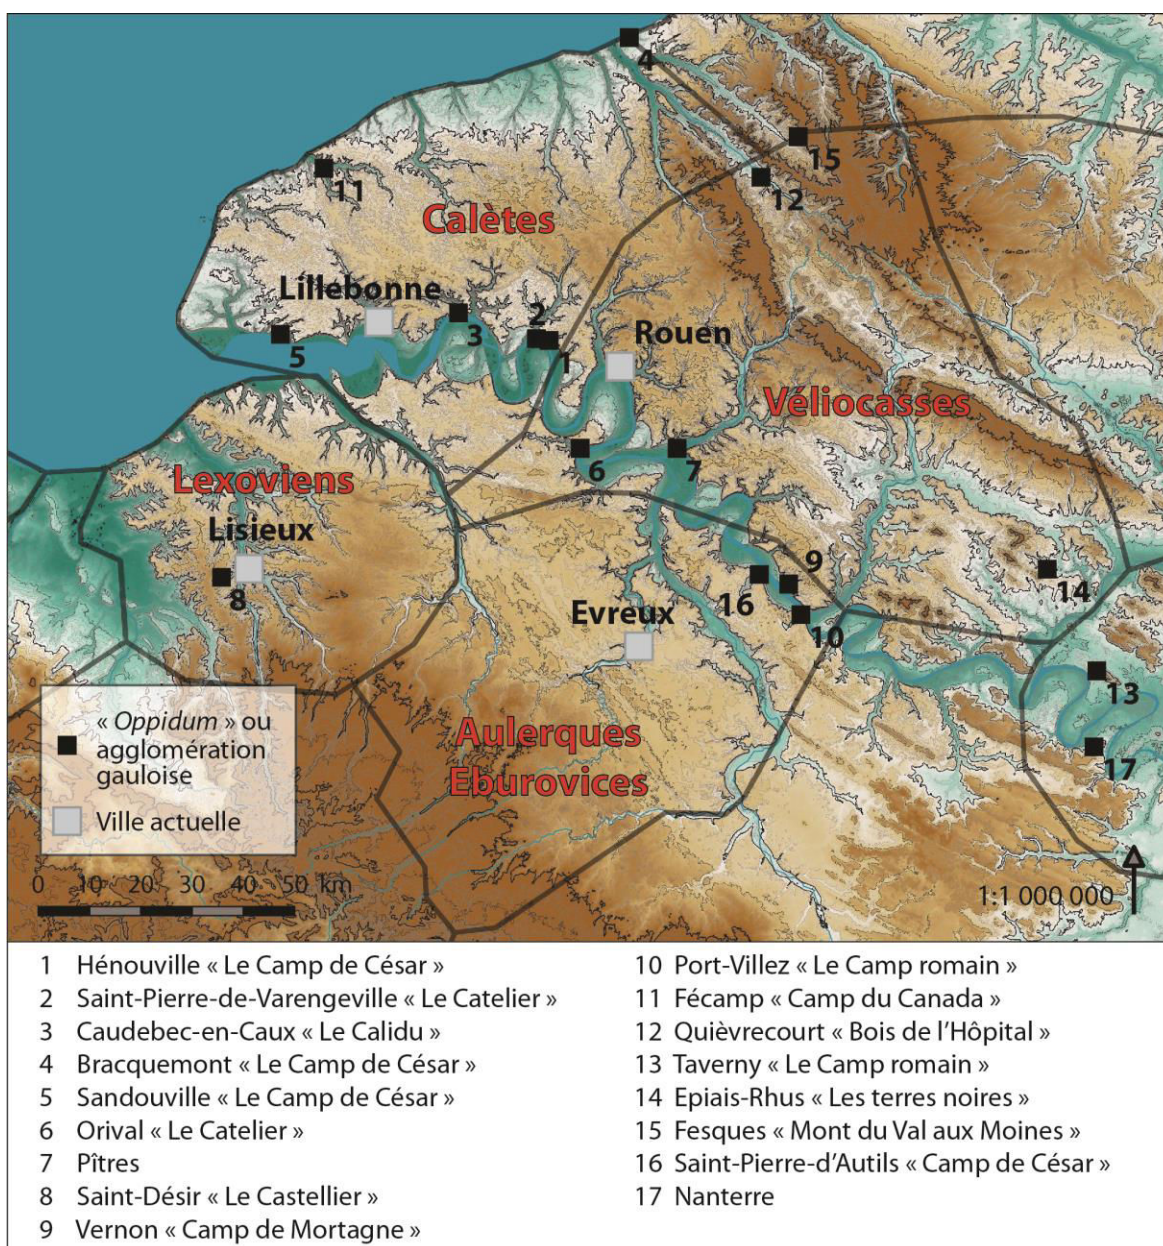 4
15
11
12
Calètes
Lillebonne
2
3
Rouen
5
1
Véliocasses
6
7
Lexoviens
Lisieux
9
8
16
14
Evreux
10
13
« Oppidum » ou
agglomération
gauloise
Aulerques
Eburovices
17
Ville actuelle
0 10 20 30 40 50 km
1:1 000 000
1 Hénouville « Le Camp de César »
2 Saint-Pierre-de-Varengeville « Le Catelier »
3 Caudebec-en-Caux « Le Calidu »
4 Bracquemont « Le Camp de César »
5 Sandouville « Le Camp de César »
6 Orival « Le Catelier »
7 Pîtres
8 Saint-Désir « Le Castellier »
9 Vernon « Camp de Mortagne »
10 Port-Villez « Le Camp romain »
11 Fécamp « Camp du Canada »
12 Quièvrecourt « Bois de l'Hôpital »
13 Taverny « Le Camp romain »
14 Epiais-Rhus « Les terres noires »
15 Fesques « Mont du Val aux Moines »
16 Saint-Pierre-d'Autils « Camp de César »
17 Nanterre